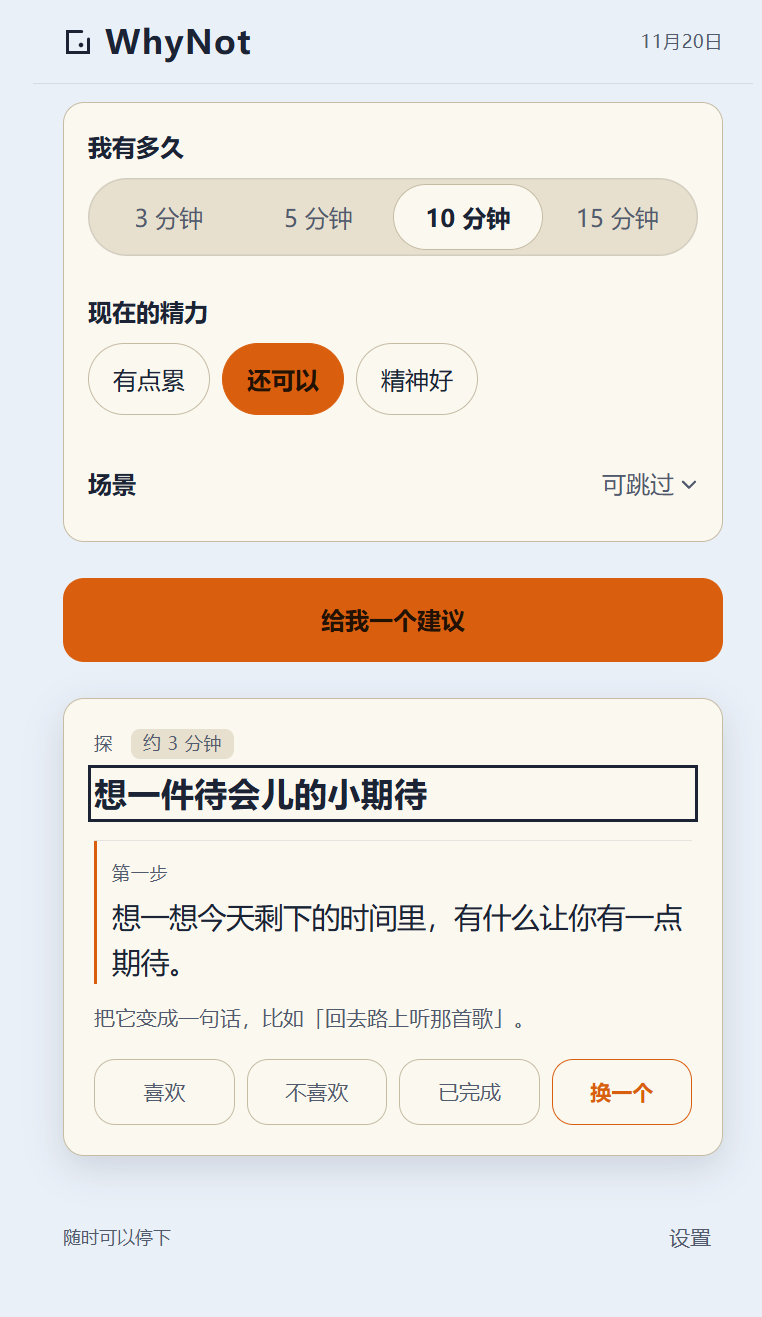 WhyNot
11月20日
我有多久
3 分钟
5 分钟
10 分钟
15 分钟
现在的精力
有点累
还可以
精神好
场景
可跳过
给我一个建议
探
约 3 分钟
想一件待会儿的小期待
第一步
想一想今天剩下的时间里，有什么让你有一点
期待。
把它变成一句话，比如「回去路上听那首歌」。
喜欢
不喜欢
已完成
换一个
随时可以停下
设置